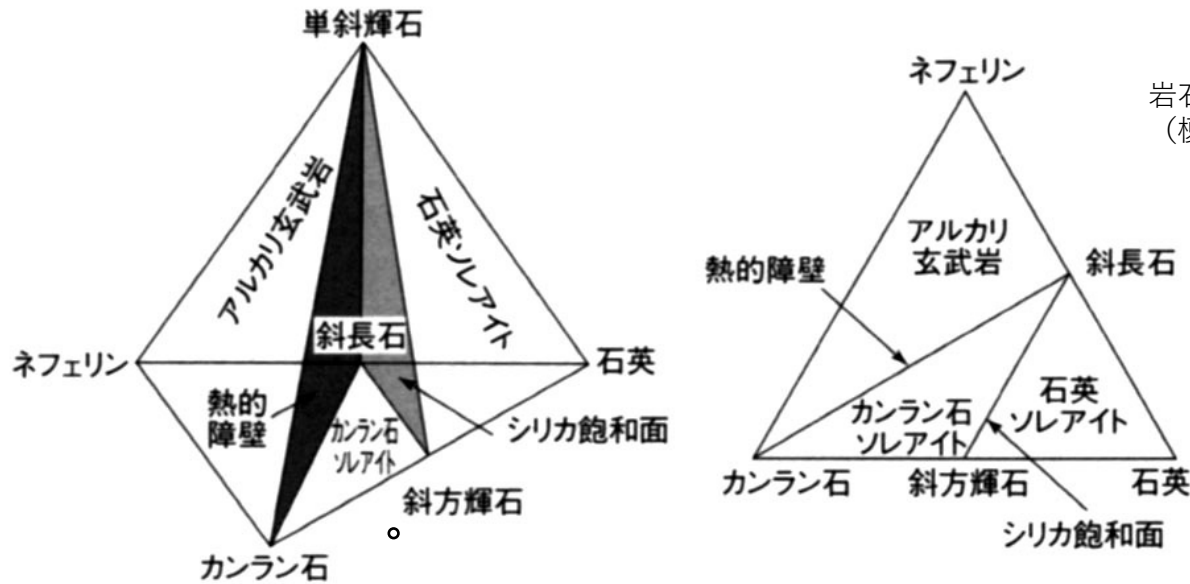 単斜輝石
アルカリ玄武岩
石英ソレアイト
斜長石
ネフェリン
石英
熱的
障壁
カンラン石
ソレアイト
シリカ飽和面
斜方輝石
カンラン石
ネフェリン
岩石
アルカリ
玄武岩
熱的障壁
斜長石
石英
ソレアイト
カンラン石
ソレアイト
カンラン石
斜方輝石
石英
シリカ飽和面